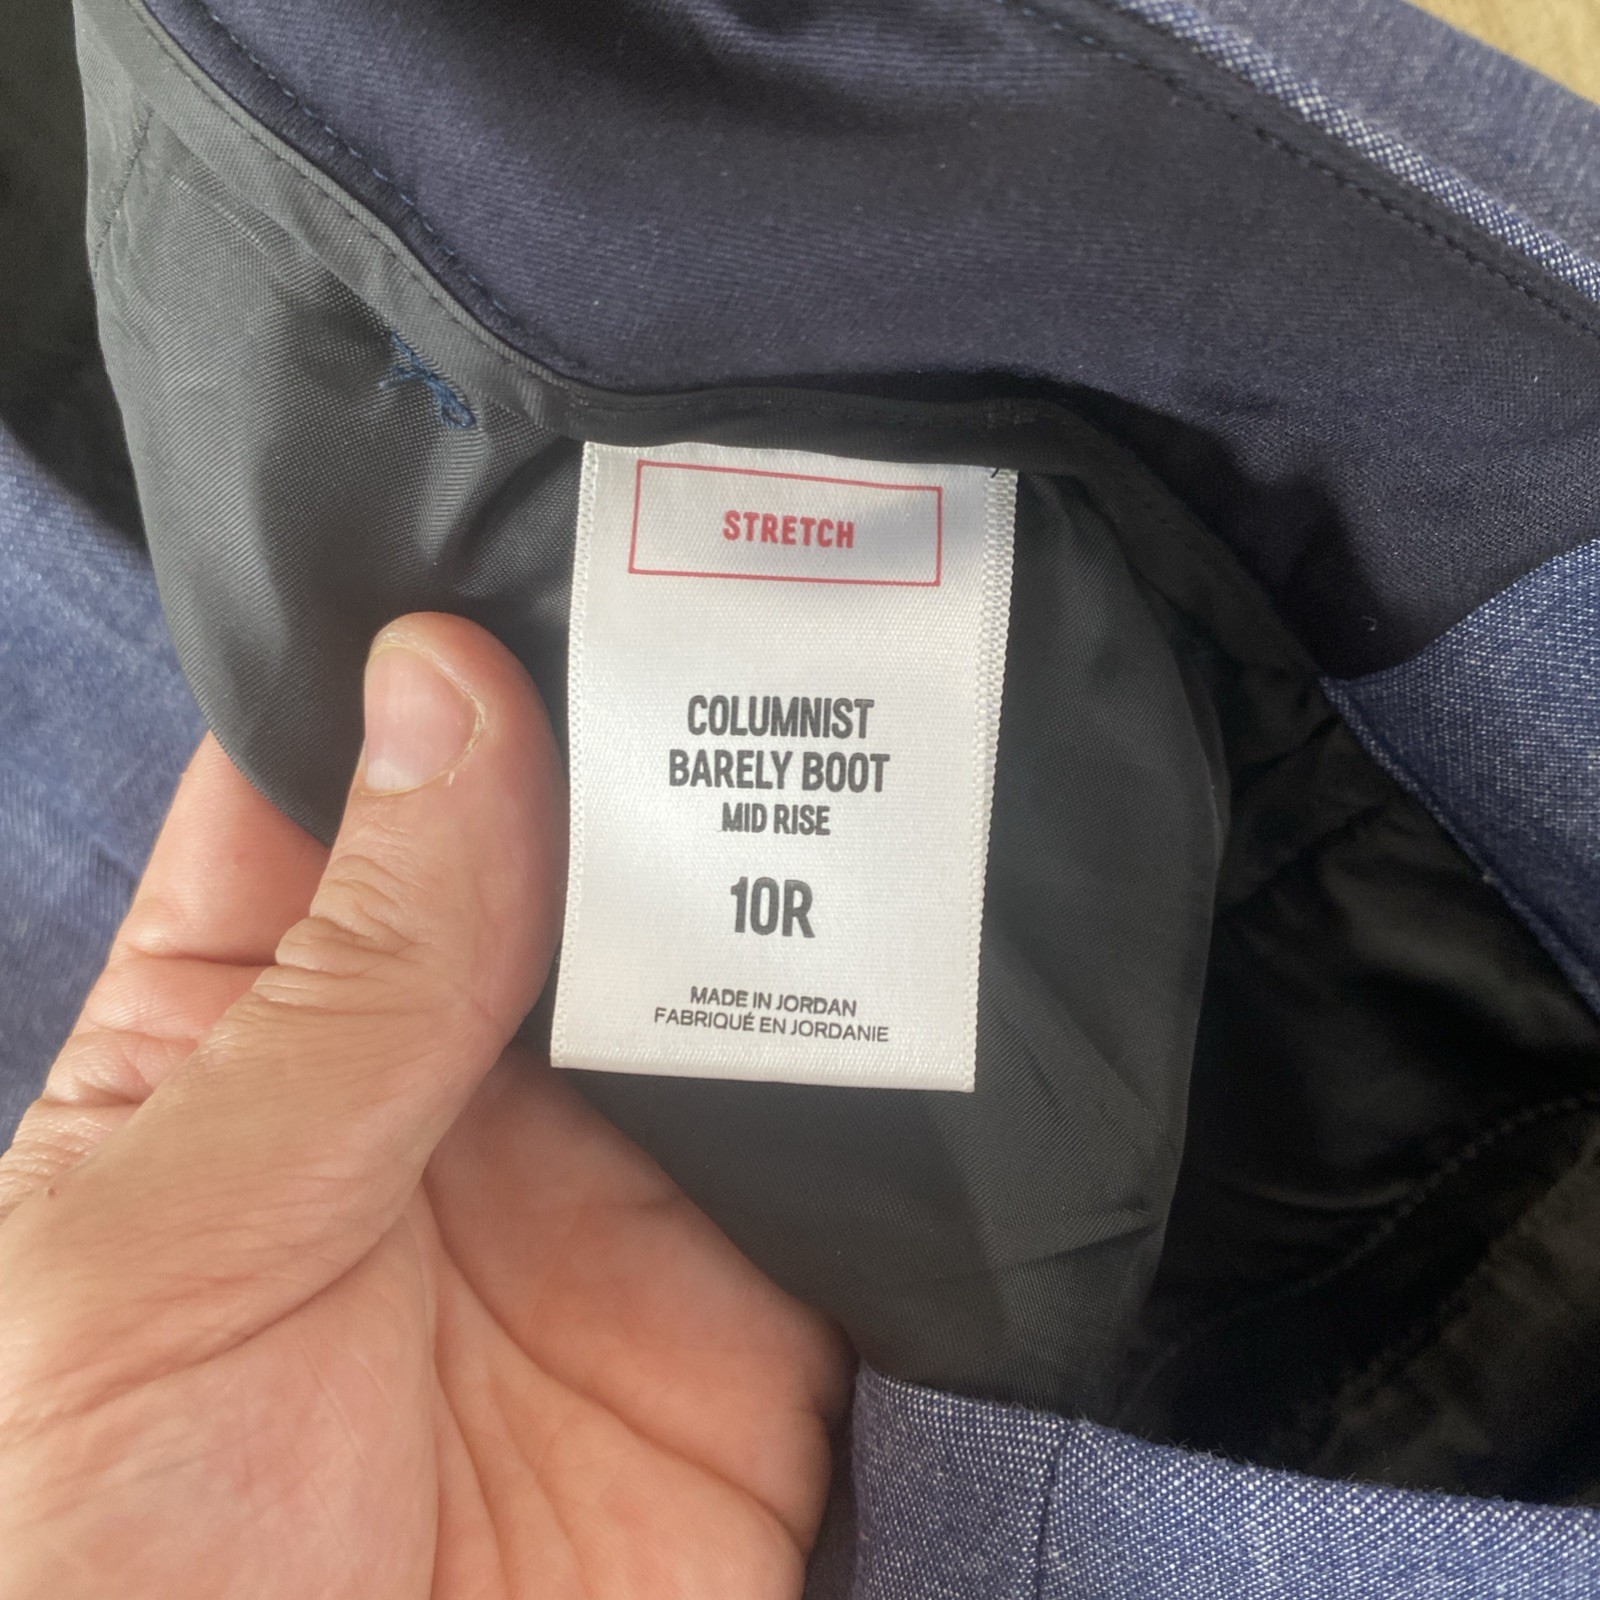 STRETCH
COLUMNIST
BARELY BOOT
MID RISE
10R
MADE IN JORDAN
FABRIQUÉ EN JORDANIE